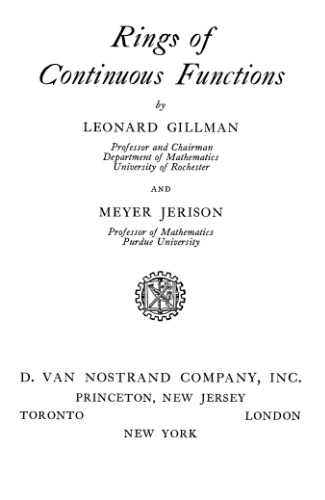 Rings of
Continuous Functions
by
LEONARD GILLMAN
Professor and Chairman
Department of Mathematics
University of Rochester
AND
MEYER JERISON
Professor of Mathematics
Purdue University
D. VAN NOSTRAND COMPANY, INC.
PRINCETON, NEW JERSEY
TORONTO LONDON
NEW YORK